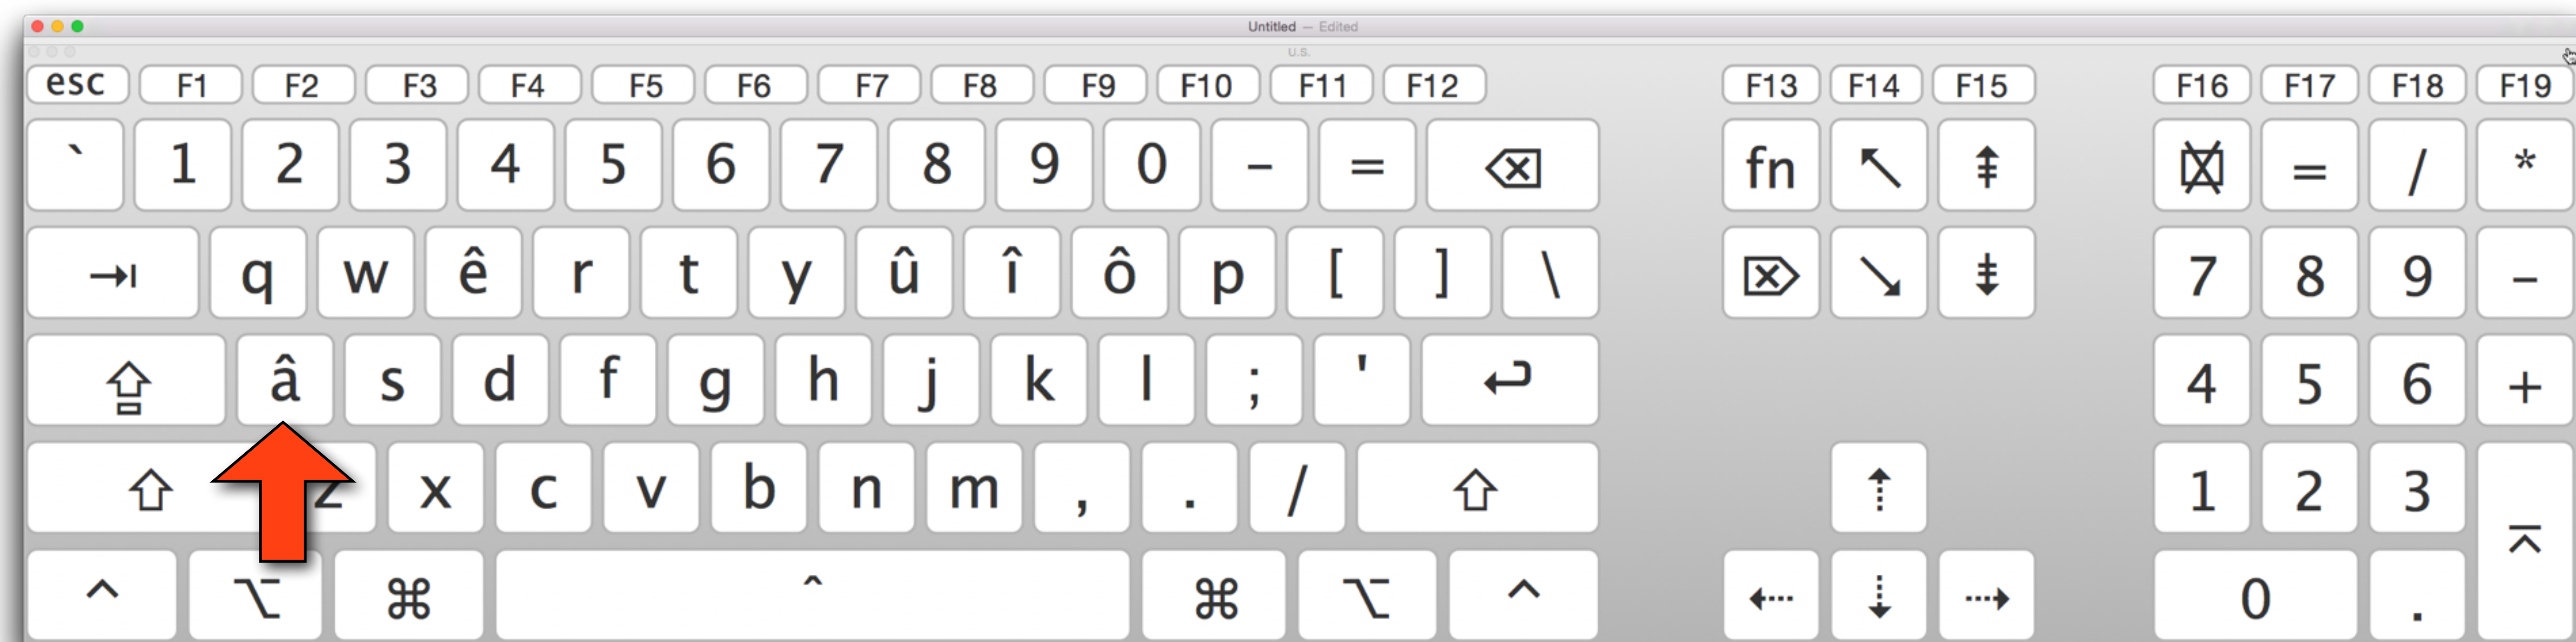 Untitled — Edited
U.S.
esc F1 F2 F3 F4 F5 F6 F7 F8 F9 F10 F11 F12 F13 F14 F15 F16 F17 F18 F19
` 1 2 3 4 5 6 7 8 9 0 - = ⌫ fn ↖ ⇞ = / *
⇥ q w ê r t y û î ô p [ ] \ ⌦ ↘ ⇟ 7 8 9 -
⇪ â s d f g h j k l ; ' ↩ 4 5 6 +
⇧ z x c v b n m , . / ⇧ ⇡ 1 2 3 ⌅
^ ⌥ ⌘ ˆ ⌘ ⌥ ^ ⇠ ⇣ ⇢ 0 .